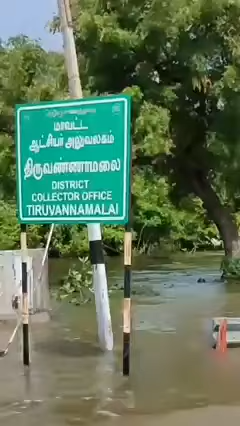 மாவட்ட
ஆட்சியர் அலுவலகம்
திருவண்ணாமலை
DISTRICT
COLLECTOR OFFICE
TIRUVANNAMALAI